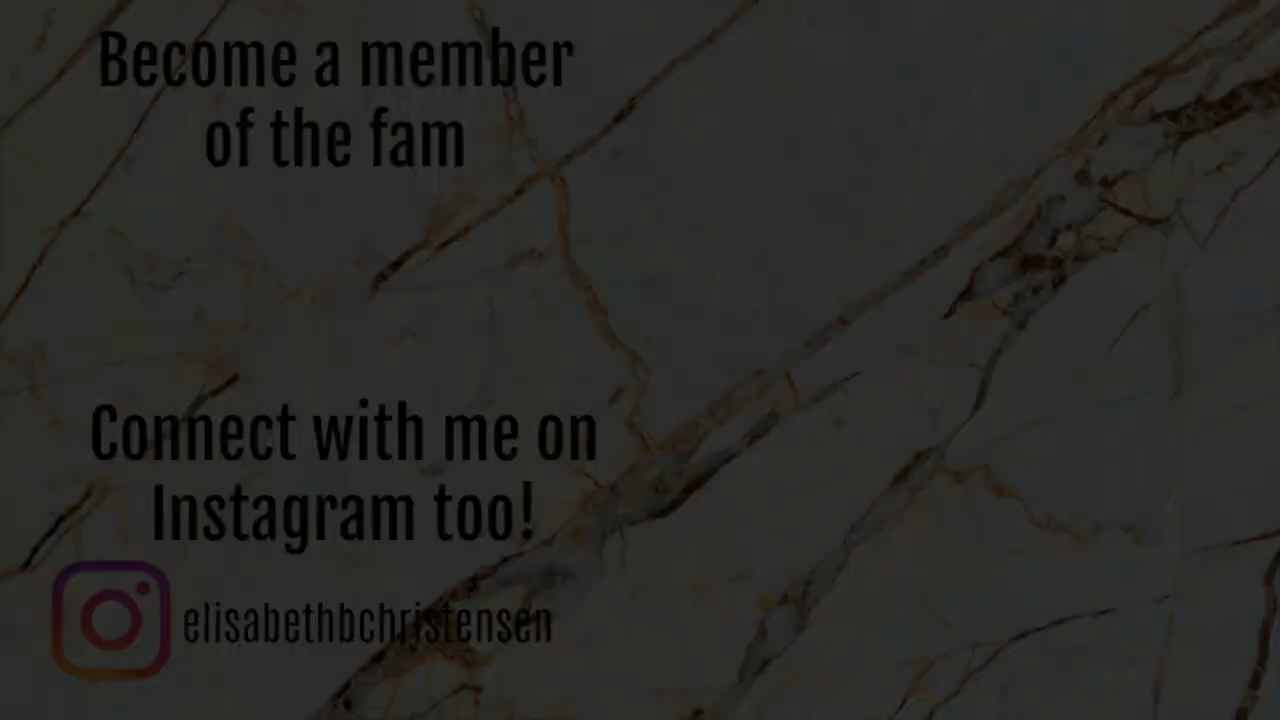 Become a member
of the fam
Connect with me on
Instagram too!
elisabethbchristensen